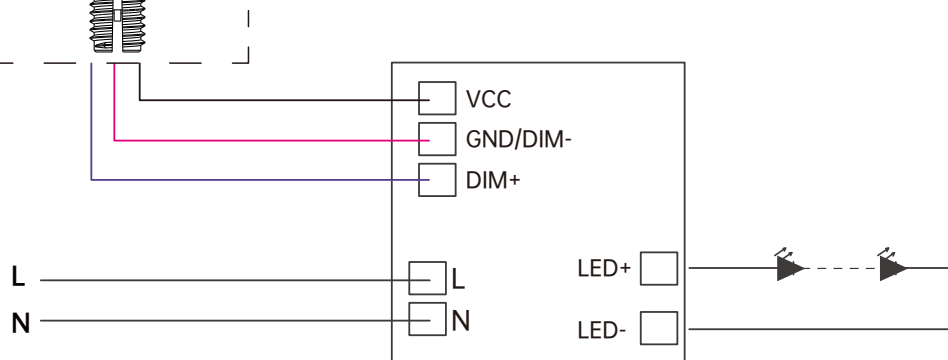 VCC
GND/DIM-
DIM+
L
L
N
N
LED+
LED-